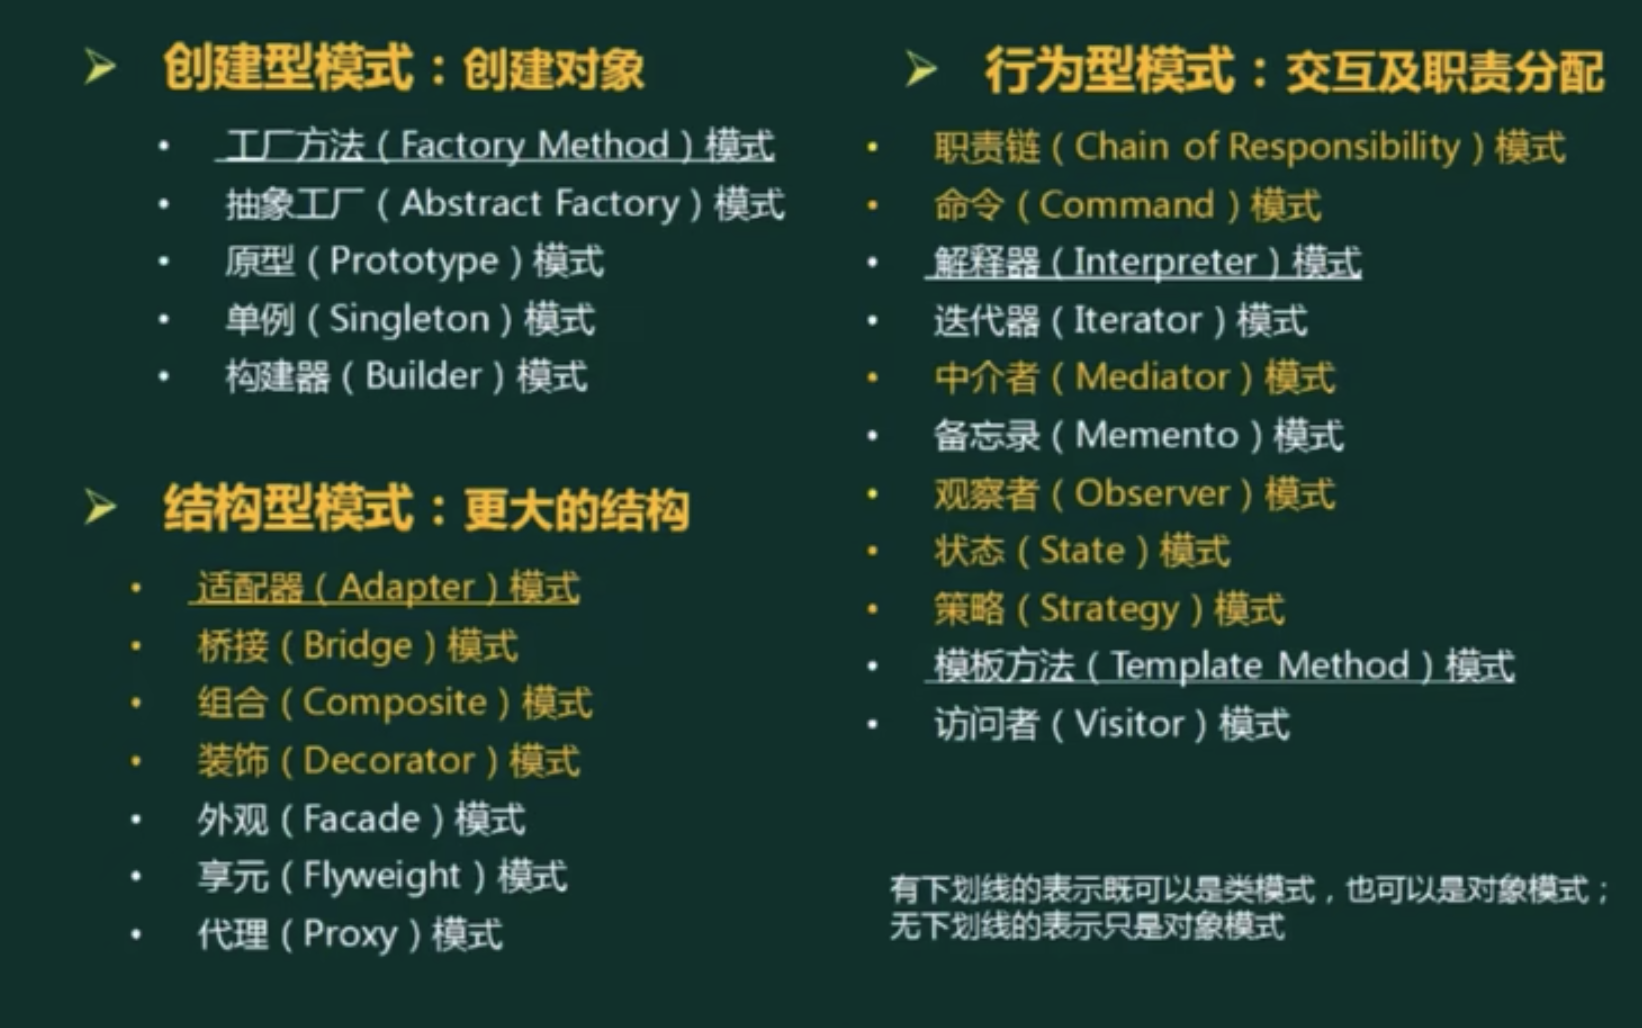 创建型模式：创建对象
工厂方法（Factory Method）模式
抽象工厂（Abstract Factory）模式
原型（Prototype）模式
单例（Singleton）模式
构建器（Builder）模式
结构型模式：更大的结构
适配器（Adapter）模式
桥接（Bridge）模式
组合（Composite）模式
装饰（Decorator）模式
外观（Facade）模式
享元（Flyweight）模式
代理（Proxy）模式
行为型模式：交互及职责分配
职责链（Chain of Responsibility）模式
命令（Command）模式
解释器（Interpreter）模式
迭代器（Iterator）模式
中介者（Mediator）模式
备忘录（Memento）模式
观察者（Observer）模式
状态（State）模式
策略（Strategy）模式
模板方法（Template Method）模式
访问者（Visitor）模式
有下划线的表示既可以是类模式，也可以是对象模式；
无下划线的表示只是对象模式